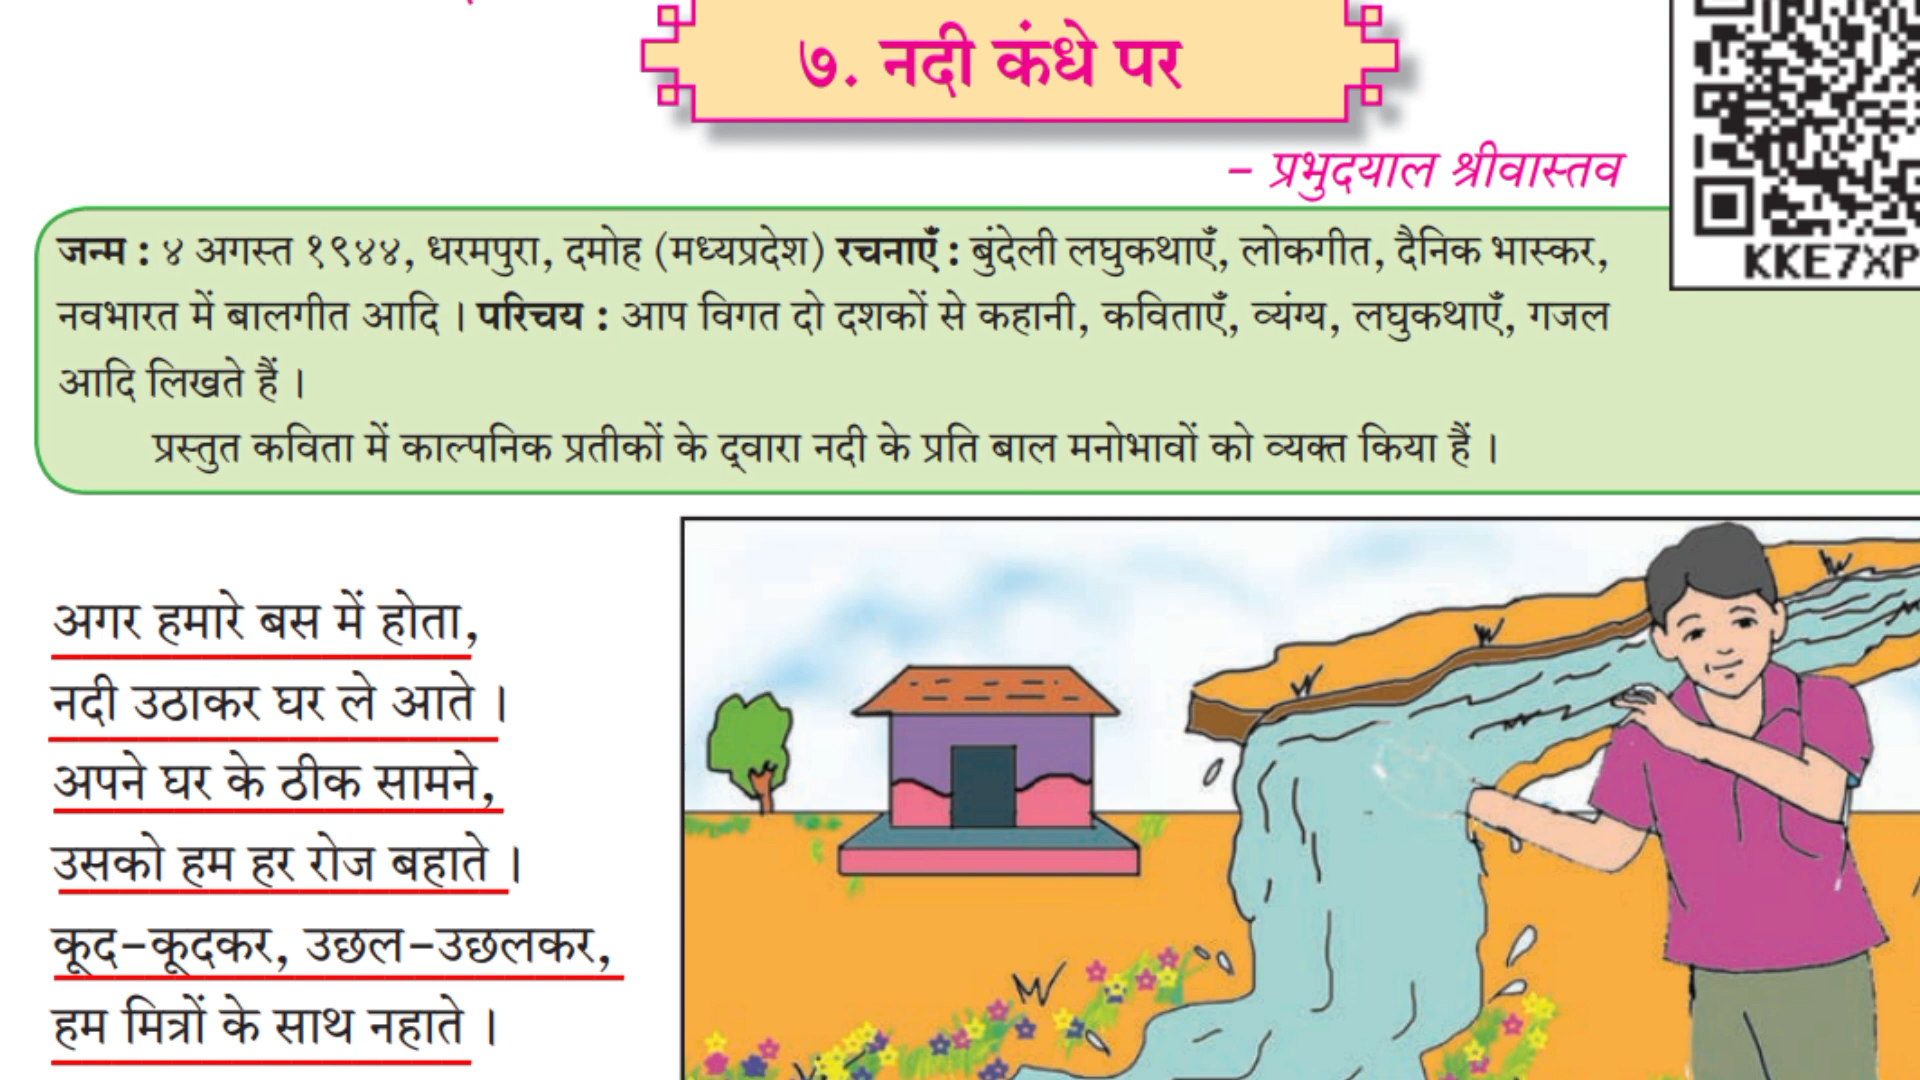 ७. नदी कंधे पर
– प्रभुदयाल श्रीवास्तव
KKE7XP
जन्म : ४ अगस्त १९४४, धरमपुरा, दमोह (मध्यप्रदेश) रचनाएँ : बुंदेली लघुकथाएँ, लोकगीत, दैनिक भास्कर,
नवभारत में बालगीत आदि । परिचय : आप विगत दो दशकों से कहानी, कविताएँ, व्यंग्य, लघुकथाएँ, गजल
आदि लिखते हैं ।
प्रस्तुत कविता में काल्पनिक प्रतीकों के द्‌वारा नदी के प्रति बाल मनोभावों को व्यक्त किया हैं ।
अगर हमारे बस में होता,
नदी उठाकर घर ले आते ।
अपने घर के ठीक सामने,
उसको हम हर रोज बहाते ।
कूद-कूदकर, उछल-उछलकर,
हम मित्रों के साथ नहाते ।